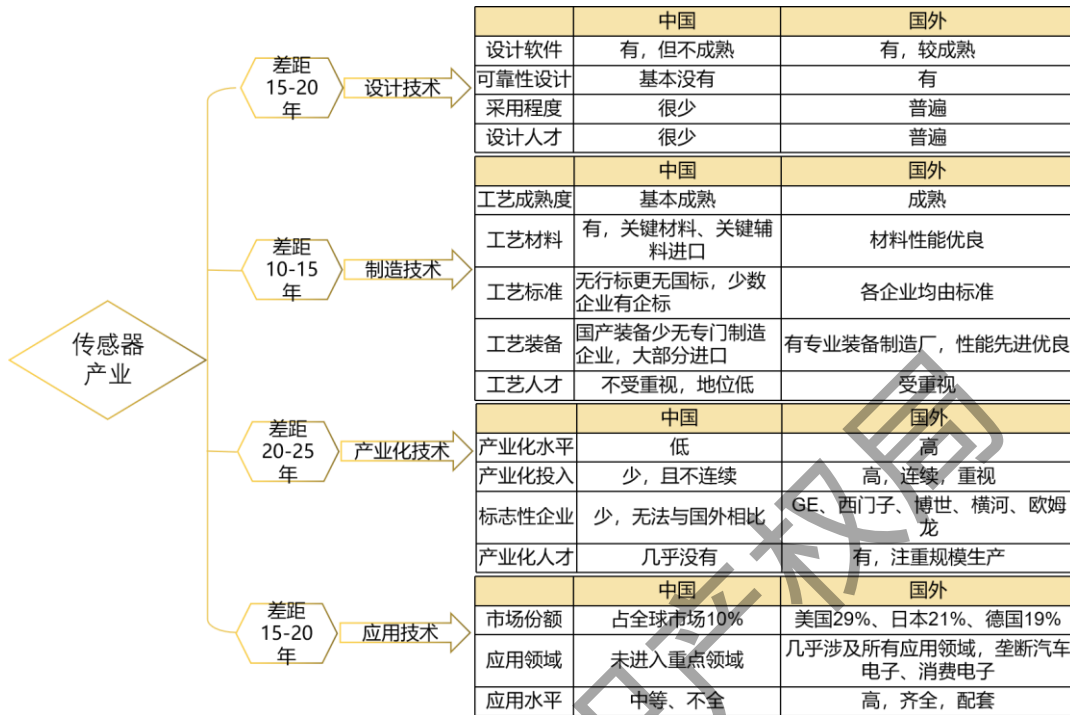 传感器
产业
差距
15-20
年
设计技术
中国 国外
设计软件 有，但不成熟 有，较成熟
可靠性设计 基本没有 有
采用程度 很少 普遍
设计人才 很少 普遍
差距
10-15
年
制造技术
中国 国外
工艺成熟度 基本成熟 成熟
工艺材料 有，关键材料、关键辅
料进口 材料性能优良
工艺标准 无行标更无国标，少数
企业有企标 各企业均由标准
工艺装备 国产装备少无专门制造
企业，大部分进口 有专业装备制造厂，性能先进优良
工艺人才 不受重视，地位低 受重视
差距
20-25
年
产业化技术
中国 国外
产业化水平 低 高
产业化投入 少，且不连续 高，连续，重视
标志性企业 少，无法与国外相比 GE、西门子、博世、横河、欧姆
龙
产业化人才 几乎没有 有，注重规模生产
差距
15-20
年
应用技术
中国 国外
市场份额 占全球市场10% 美国29%、日本21%、德国19%
应用领域 未进入重点领域 几乎涉及所有应用领域，垄断汽车
电子、消费电子
应用水平 中等、不全 高，齐全，配套
产权局